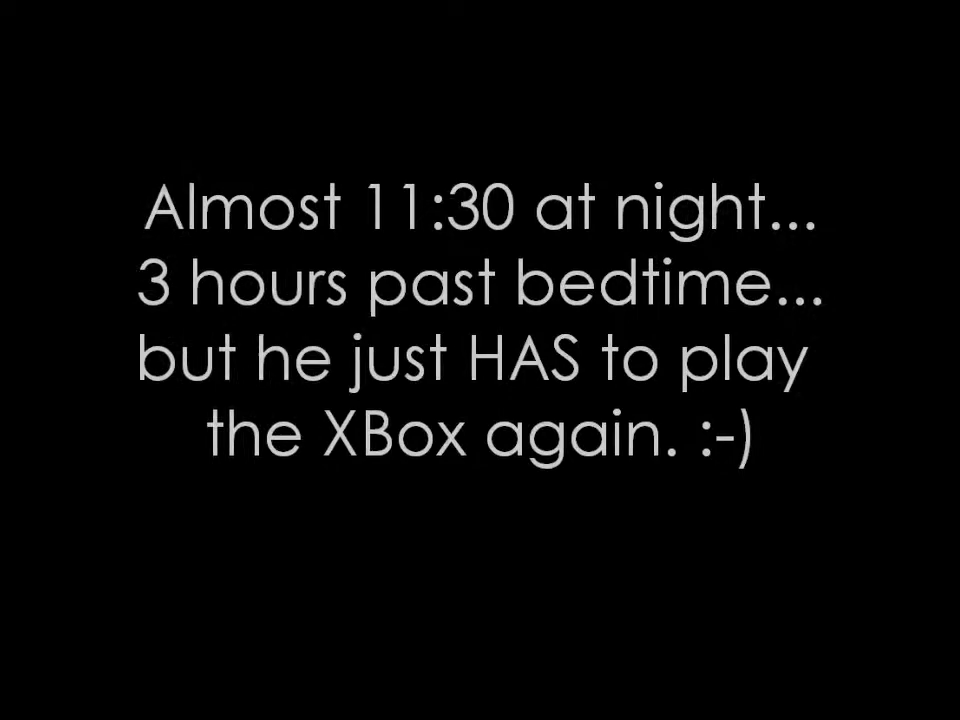 Almost 11:30 at night...
3 hours past bedtime...
but he just HAS to play
the XBox again. :-)